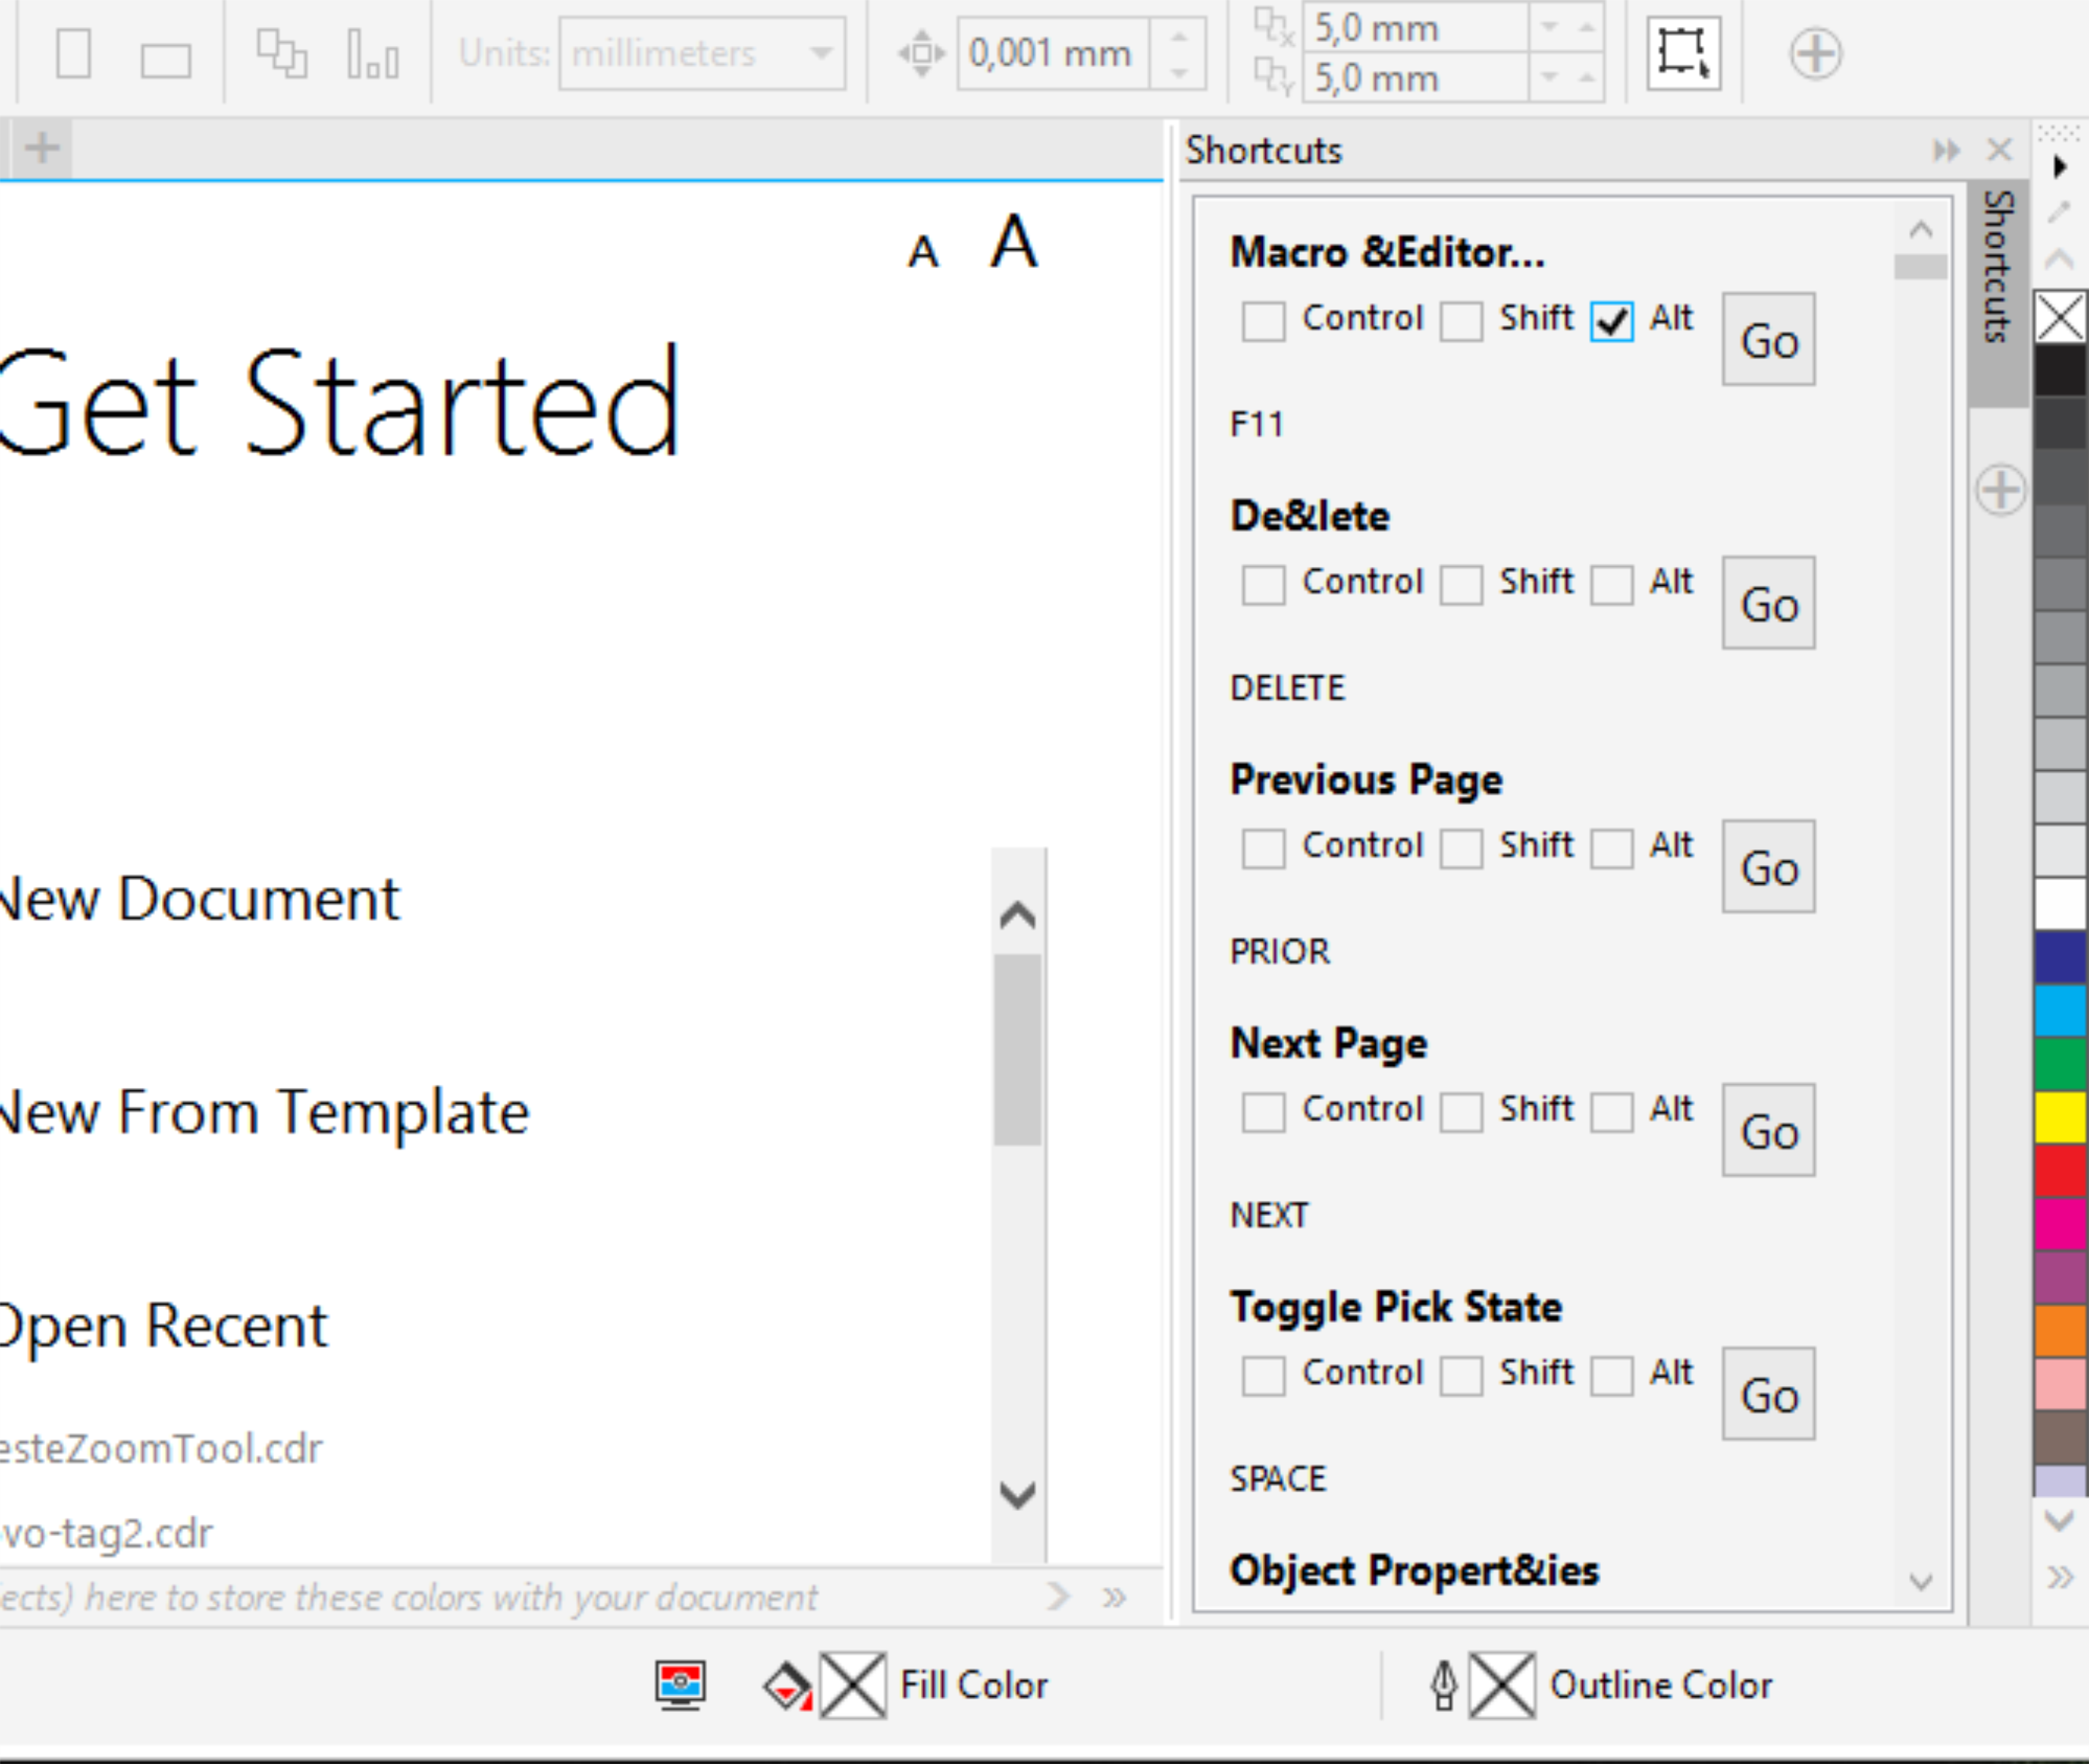 Units: millimeters 0,001 mm 5,0 mm
5,0 mm
Shortcuts
A A
Get Started
New Document
New From Template
Open Recent
esteZoomTool.cdr
vo-tag2.cdr
ects) here to store these colors with your document
Macro &Editor...
Control Shift Alt Go
F11
De&lete
Control Shift Alt Go
DELETE
Previous Page
Control Shift Alt Go
PRIOR
Next Page
Control Shift Alt Go
NEXT
Toggle Pick State
Control Shift Alt Go
SPACE
Object Propert&ies
Shortcuts
Fill Color Outline Color